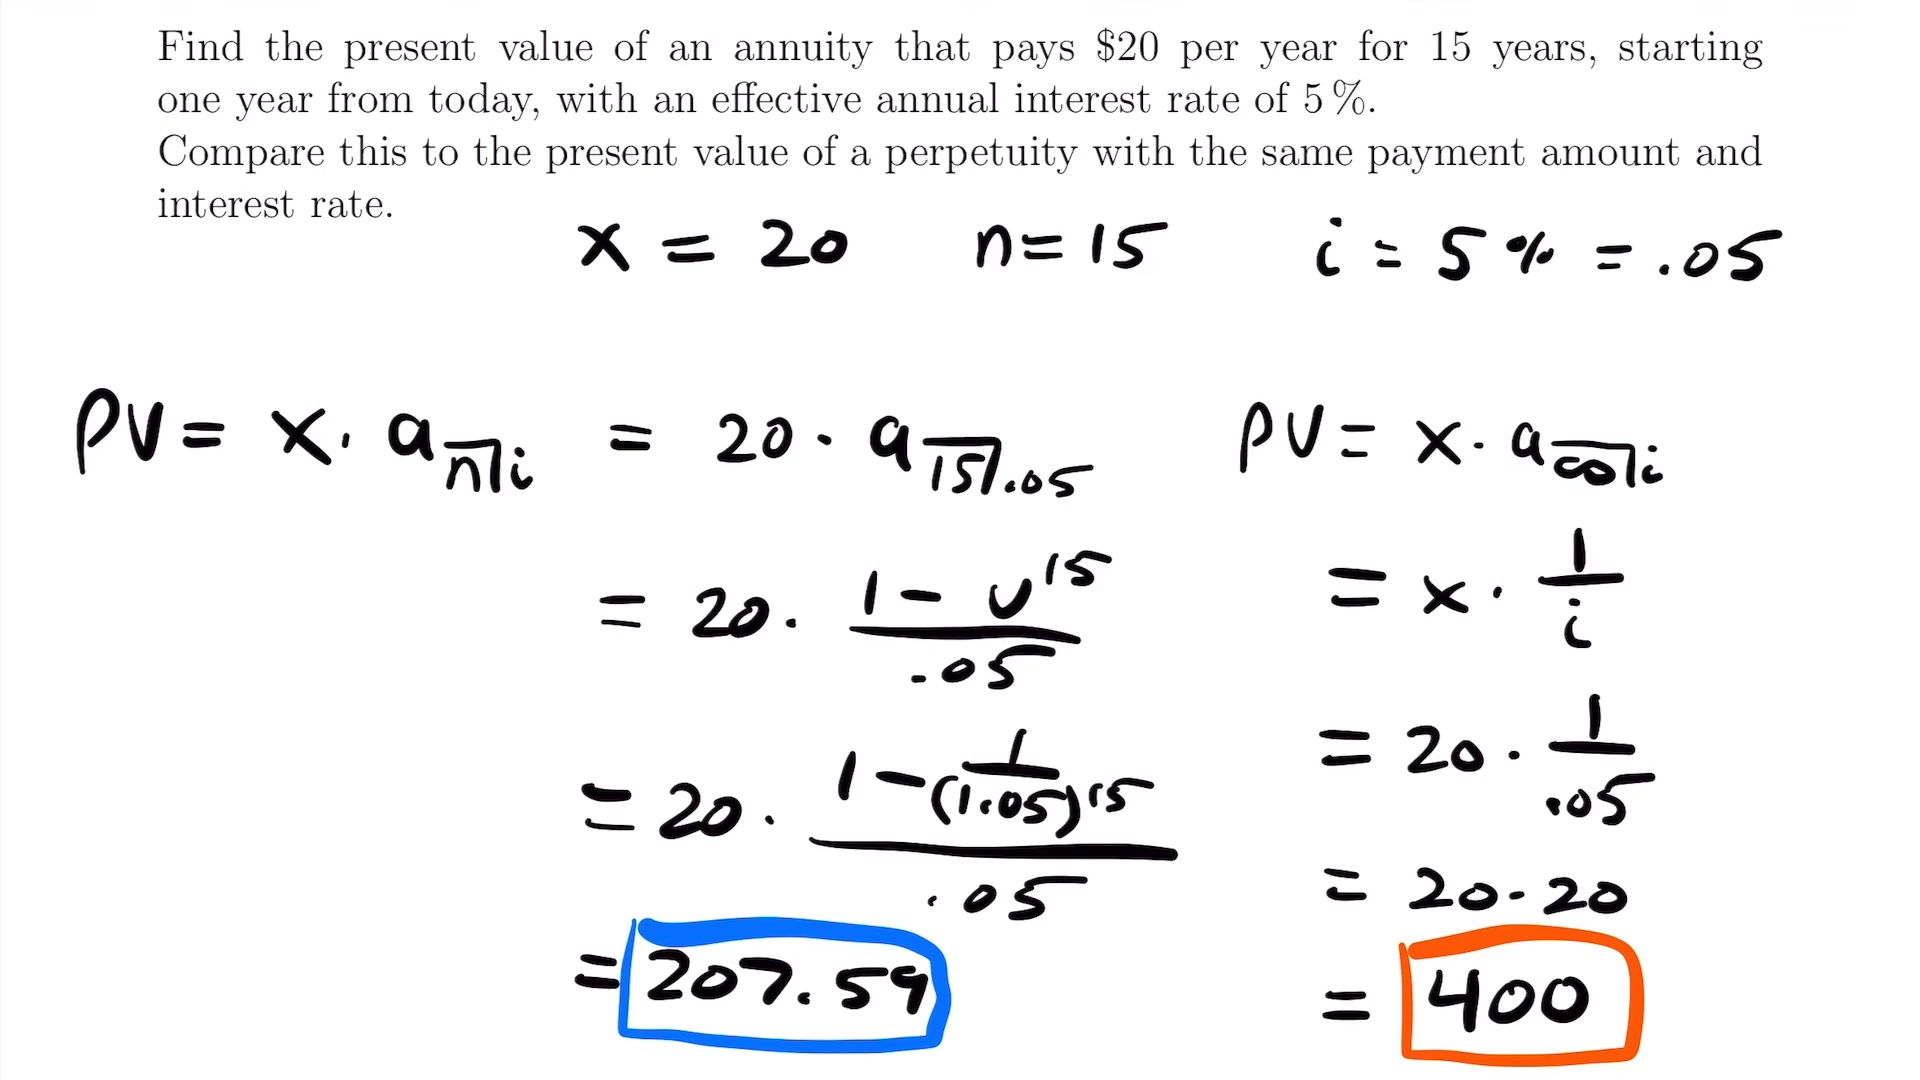 Find the present value of an annuity that pays $20 per year for 15 years, starting
one year from today, with an effective annual interest rate of 5 %.
Compare this to the present value of a perpetuity with the same payment amount and
interest rate.
x = 20 n = 15 i = 5% = .05
PV = x · a n̅| i = 20 · a 15| .05
= 20 · (1 - v^15) / .05
= 20 · (1 - (1/1.05)^15) / .05
= 207.59
PV = x · a ∞| i
= x · 1/i
= 20 · 1/.05
= 20 · 20
= 400